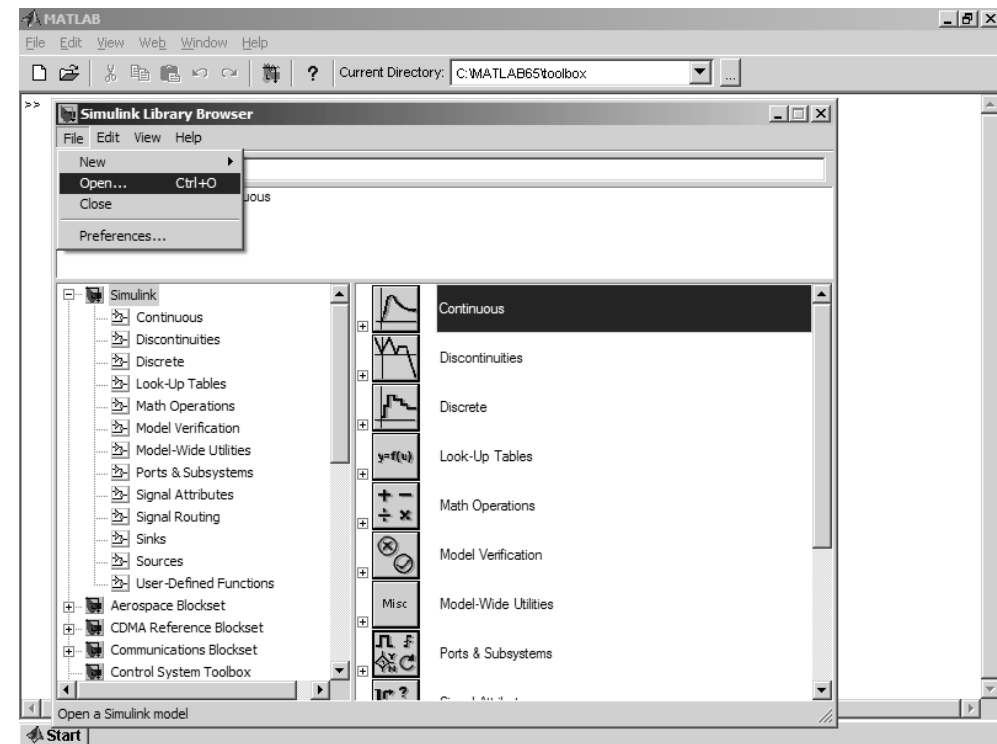 MATLAB
File Edit View Web Window Help
? Current Directory: C:\MATLAB65\toolbox ...
>>
Simulink Library Browser
File Edit View Help
New
Open... Ctrl+O
Close
Preferences...
Simulink
Continuous
Discontinuities
Discrete
Look-Up Tables
Math Operations
Model Verification
Model-Wide Utilities
Ports & Subsystems
Signal Attributes
Signal Routing
Sinks
Sources
User-Defined Functions
Aerospace Blockset
CDMA Reference Blockset
Communications Blockset
Control System Toolbox
Continuous
Discontinuities
Discrete
y=f(u) Look-Up Tables
Math Operations
Model Verification
Misc Model-Wide Utilities
Ports & Subsystems
Open a Simulink model
Start